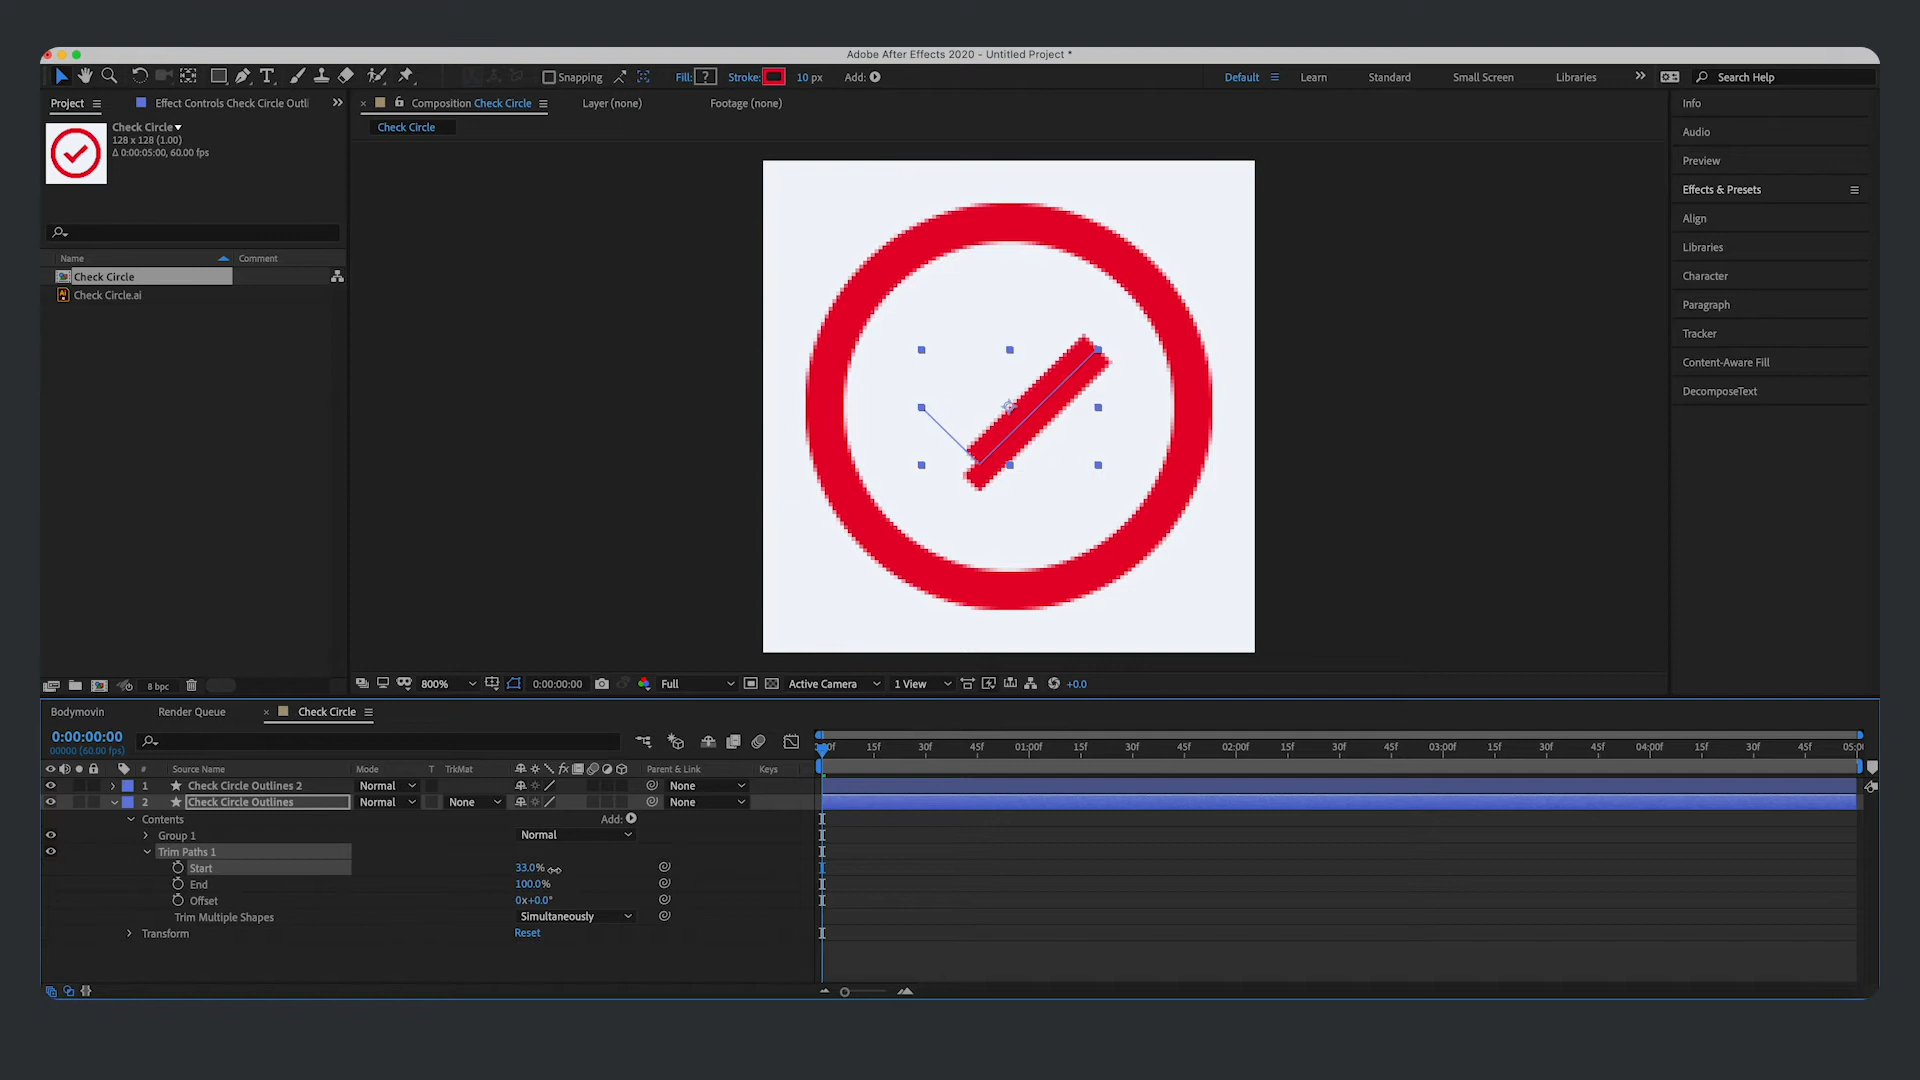 Adobe After Effects 2020 - Untitled Project *
Snapping
Fill: ?
Stroke:
10 px
Add:
Default
Learn
Standard
Small Screen
Libraries
Search Help
Project
Effect Controls Check Circle Outli
Composition Check Circle
Layer (none)
Footage (none)
Info
Check Circle
128 x 128 (1.00)
Δ 0:00:05:00, 60.00 fps
Check Circle
Audio
Preview
Effects & Presets
Align
Libraries
Character
Paragraph
Tracker
Content-Aware Fill
DecomposeText
Name
Comment
Check Circle
Check Circle.ai
8 bpc
800%
0:00:00:00
Full
Active Camera
1 View
+0.0
Bodymovin
Render Queue
Check Circle
0:00:00:00
00000 (60.00 fps)
:00f 15f 30f 45f 01:00f 15f 30f 45f 02:00f 15f 30f 45f 03:00f 15f 30f 45f 04:00f 15f 30f 45f 05:0
# Source Name Mode T TrkMat Parent & Link Keys
1 Check Circle Outlines 2 Normal None
2 Check Circle Outlines Normal None None
Contents Add:
Group 1 Normal
Trim Paths 1
Start 33.0%
End 100.0%
Offset 0x+0.0°
Trim Multiple Shapes Simultaneously
Transform Reset